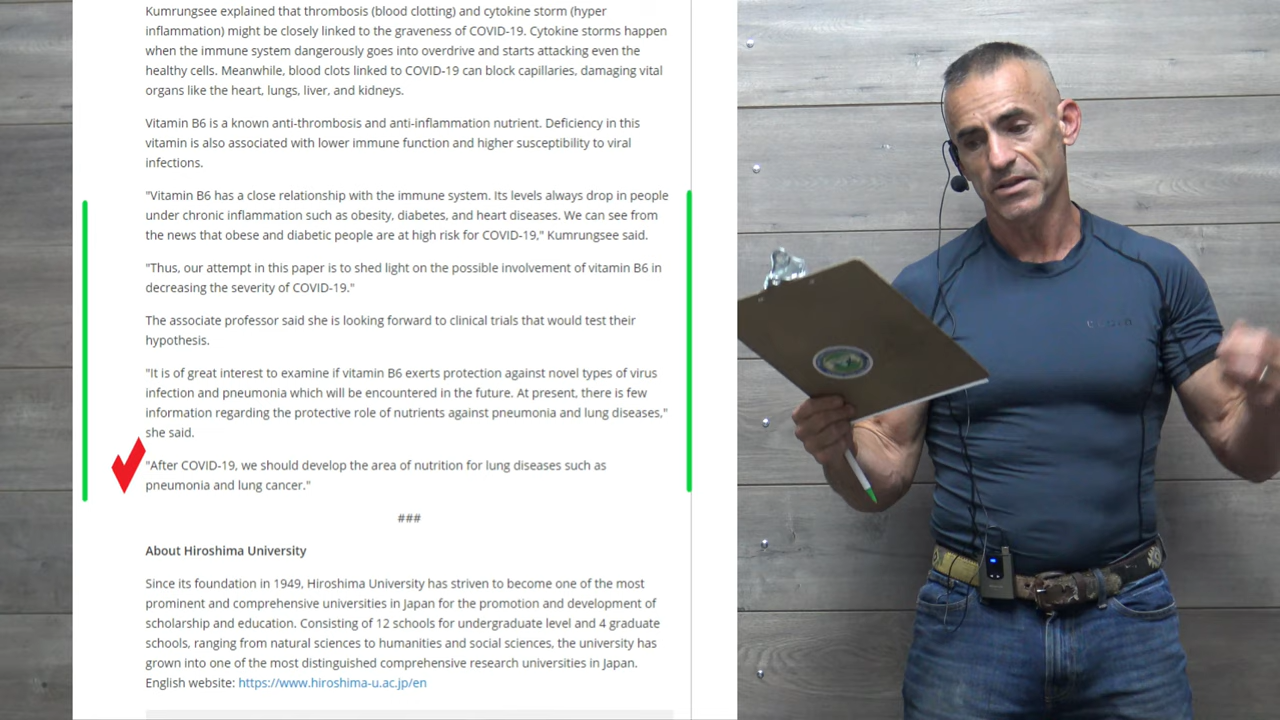 Kumrungsee explained that thrombosis (blood clotting) and cytokine storm (hyper
inflammation) might be closely linked to the graveness of COVID-19. Cytokine storms happen
when the immune system dangerously goes into overdrive and starts attacking even the
healthy cells. Meanwhile, blood clots linked to COVID-19 can block capillaries, damaging vital
organs like the heart, lungs, liver, and kidneys.
Vitamin B6 is a known anti-thrombosis and anti-inflammation nutrient. Deficiency in this
vitamin is also associated with lower immune function and higher susceptibility to viral
infections.
"Vitamin B6 has a close relationship with the immune system. Its levels always drop in people
under chronic inflammation such as obesity, diabetes, and heart diseases. We can see from
the news that obese and diabetic people are at high risk for COVID-19," Kumrungsee said.
"Thus, our attempt in this paper is to shed light on the possible involvement of vitamin B6 in
decreasing the severity of COVID-19."
The associate professor said she is looking forward to clinical trials that would test their
hypothesis.
"It is of great interest to examine if vitamin B6 exerts protection against novel types of virus
infection and pneumonia which will be encountered in the future. At present, there is few
information regarding the protective role of nutrients against pneumonia and lung diseases,"
she said.
"After COVID-19, we should develop the area of nutrition for lung diseases such as
pneumonia and lung cancer."
###
About Hiroshima University
Since its foundation in 1949, Hiroshima University has striven to become one of the most
prominent and comprehensive universities in Japan for the promotion and development of
scholarship and education. Consisting of 12 schools for undergraduate level and 4 graduate
schools, ranging from natural sciences to humanities and social sciences, the university has
grown into one of the most distinguished comprehensive research universities in Japan.
English website: https://www.hiroshima-u.ac.jp/en